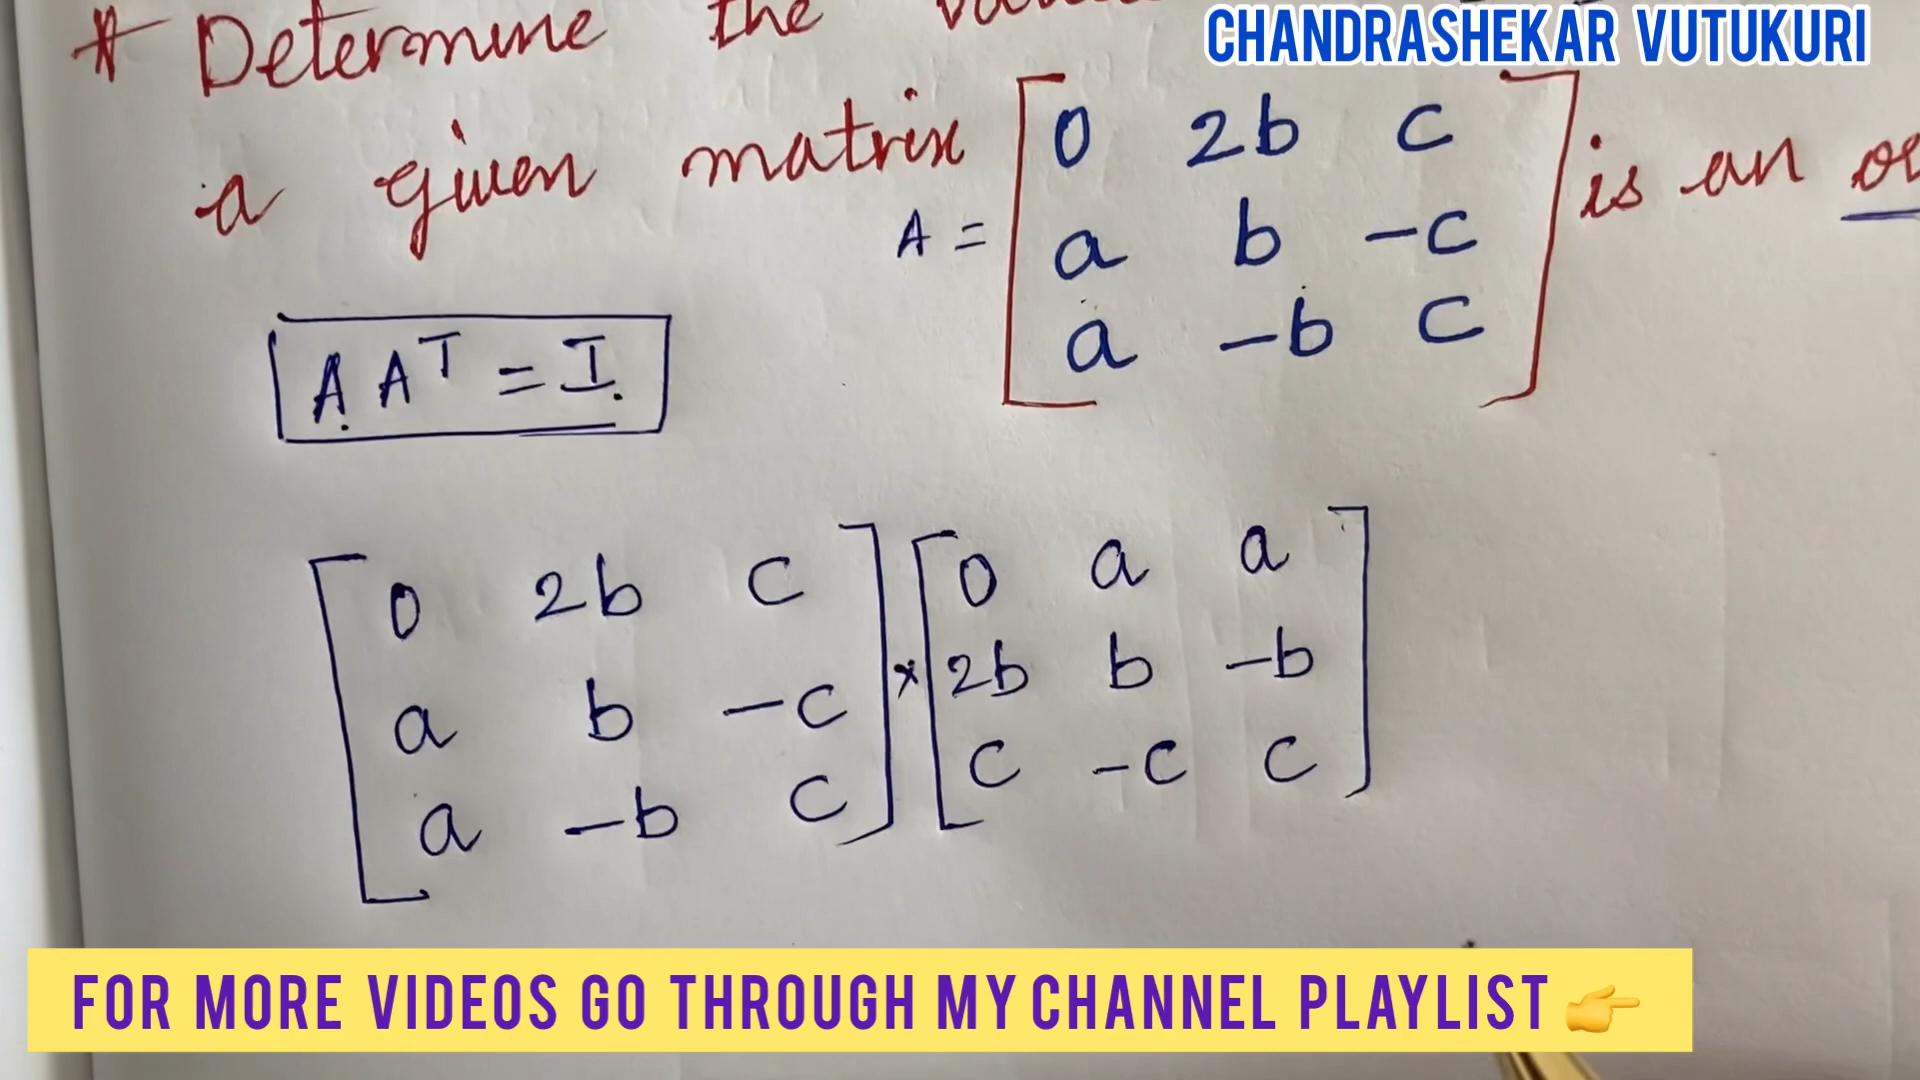 CHANDRASHEKAR VUTUKURI
* Determine the
a given matrix A = [0 2b c is an
a b -c
a -b c]
A A^T = I.
[0 2b c] × [0 a a]
[a b -c] [2b b -b]
[a -b c] [c -c c]
FOR MORE VIDEOS GO THROUGH MY CHANNEL PLAYLIST 👉